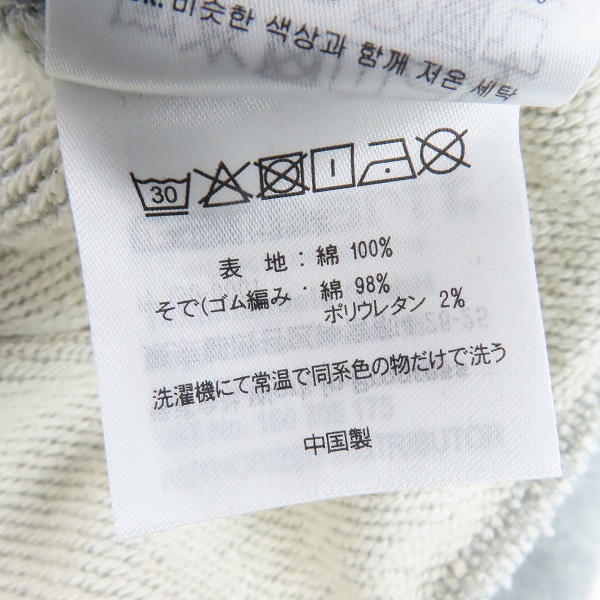 비슷한 색상과 함께 저온 세탁
30
表 地：綿 100%
そで(ゴム編み：綿 98%
ポリウレタン 2%
洗濯機にて常温で同系色の物だけで洗う
中国製